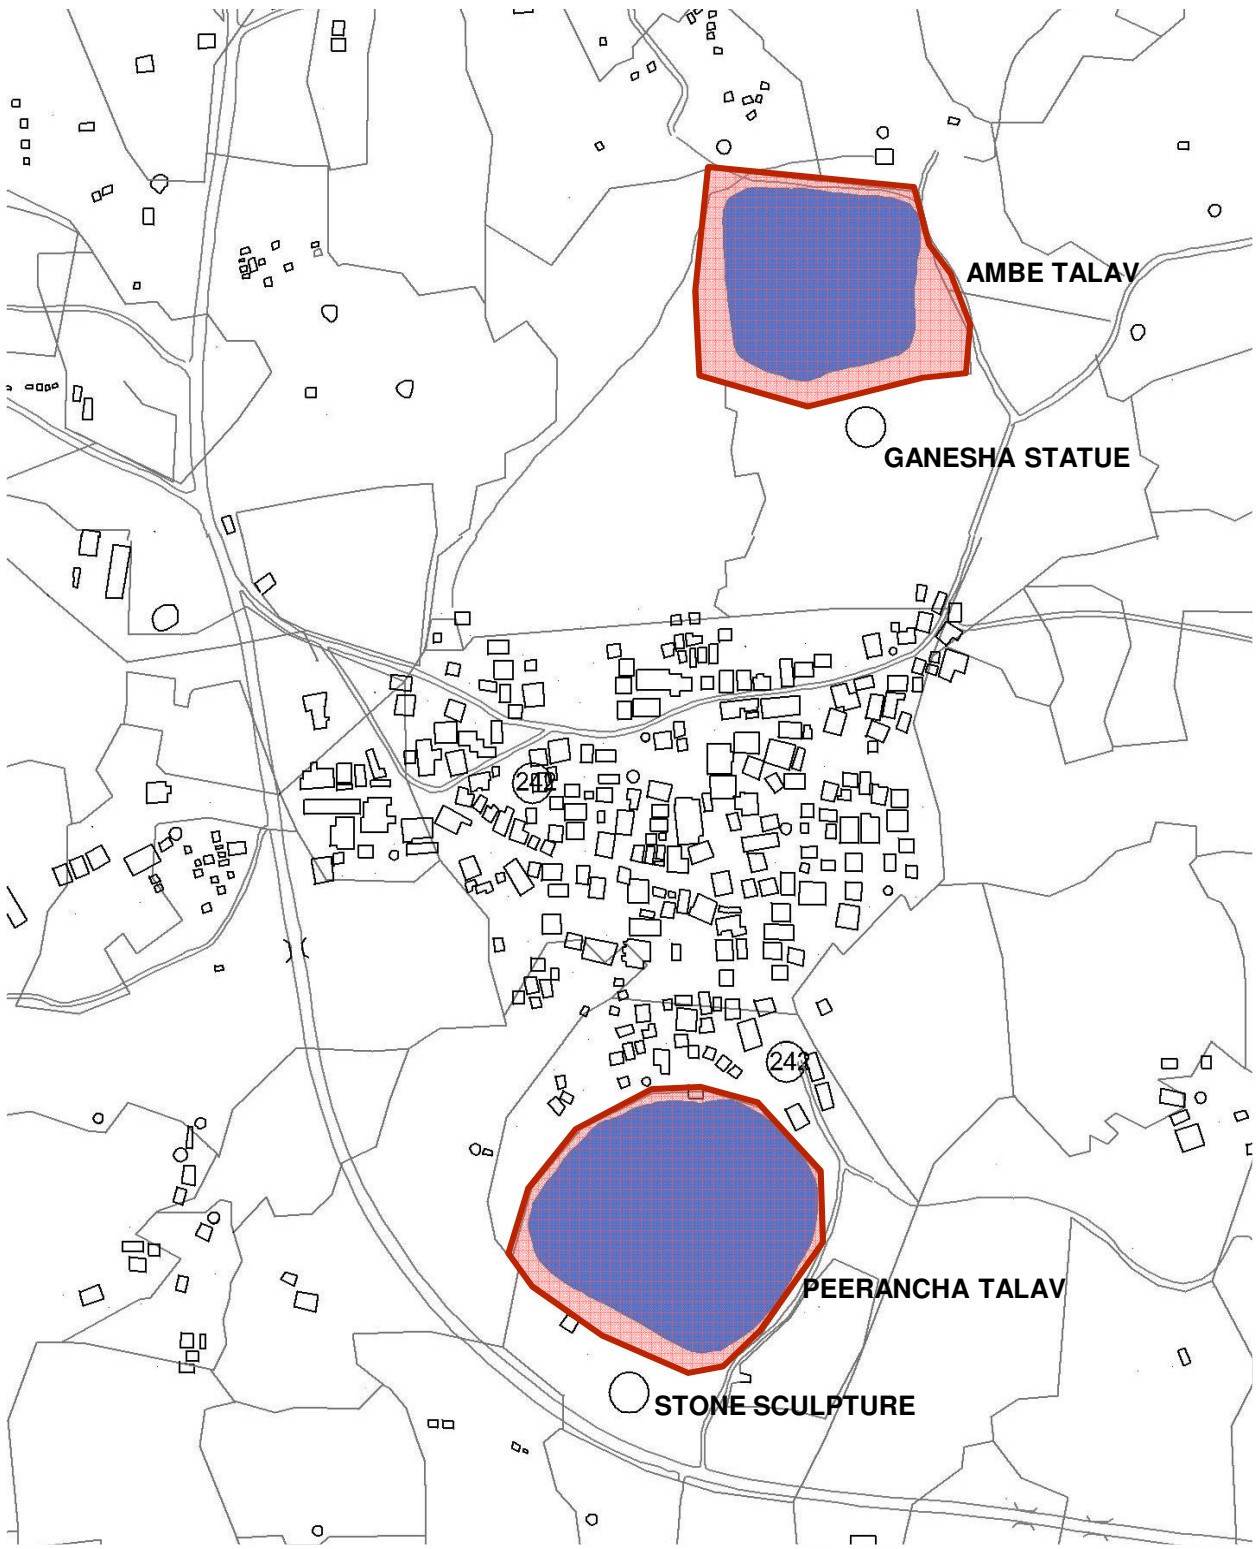 AMBE TALAV
GANESHA STATUE
242
243
PEERANCHA TALAV
STONE SCULPTURE